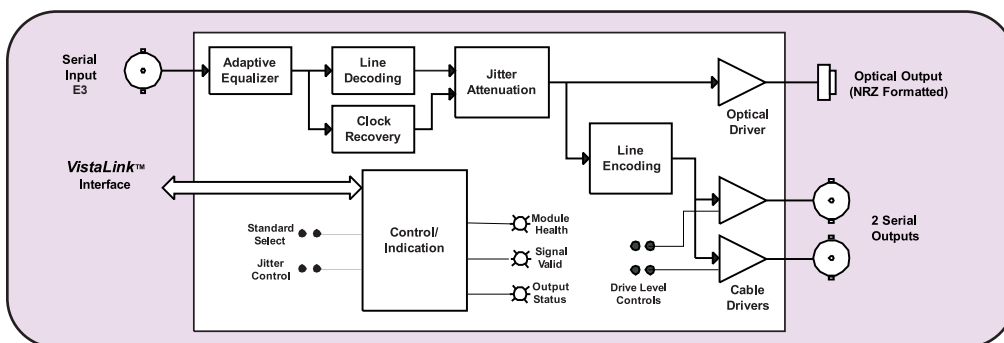 Serial
Input
E3
Adaptive
Equalizer
Line
Decoding
Clock
Recovery
Jitter
Attenuation
Optical
Driver
Optical Output
(NRZ Formatted)
Line
Encoding
VistaLink™
Interface
Control/
Indication
Standard
Select
Jitter
Control
Module
Health
Signal
Valid
Output
Status
Drive Level
Controls
Cable
Drivers
2 Serial
Outputs